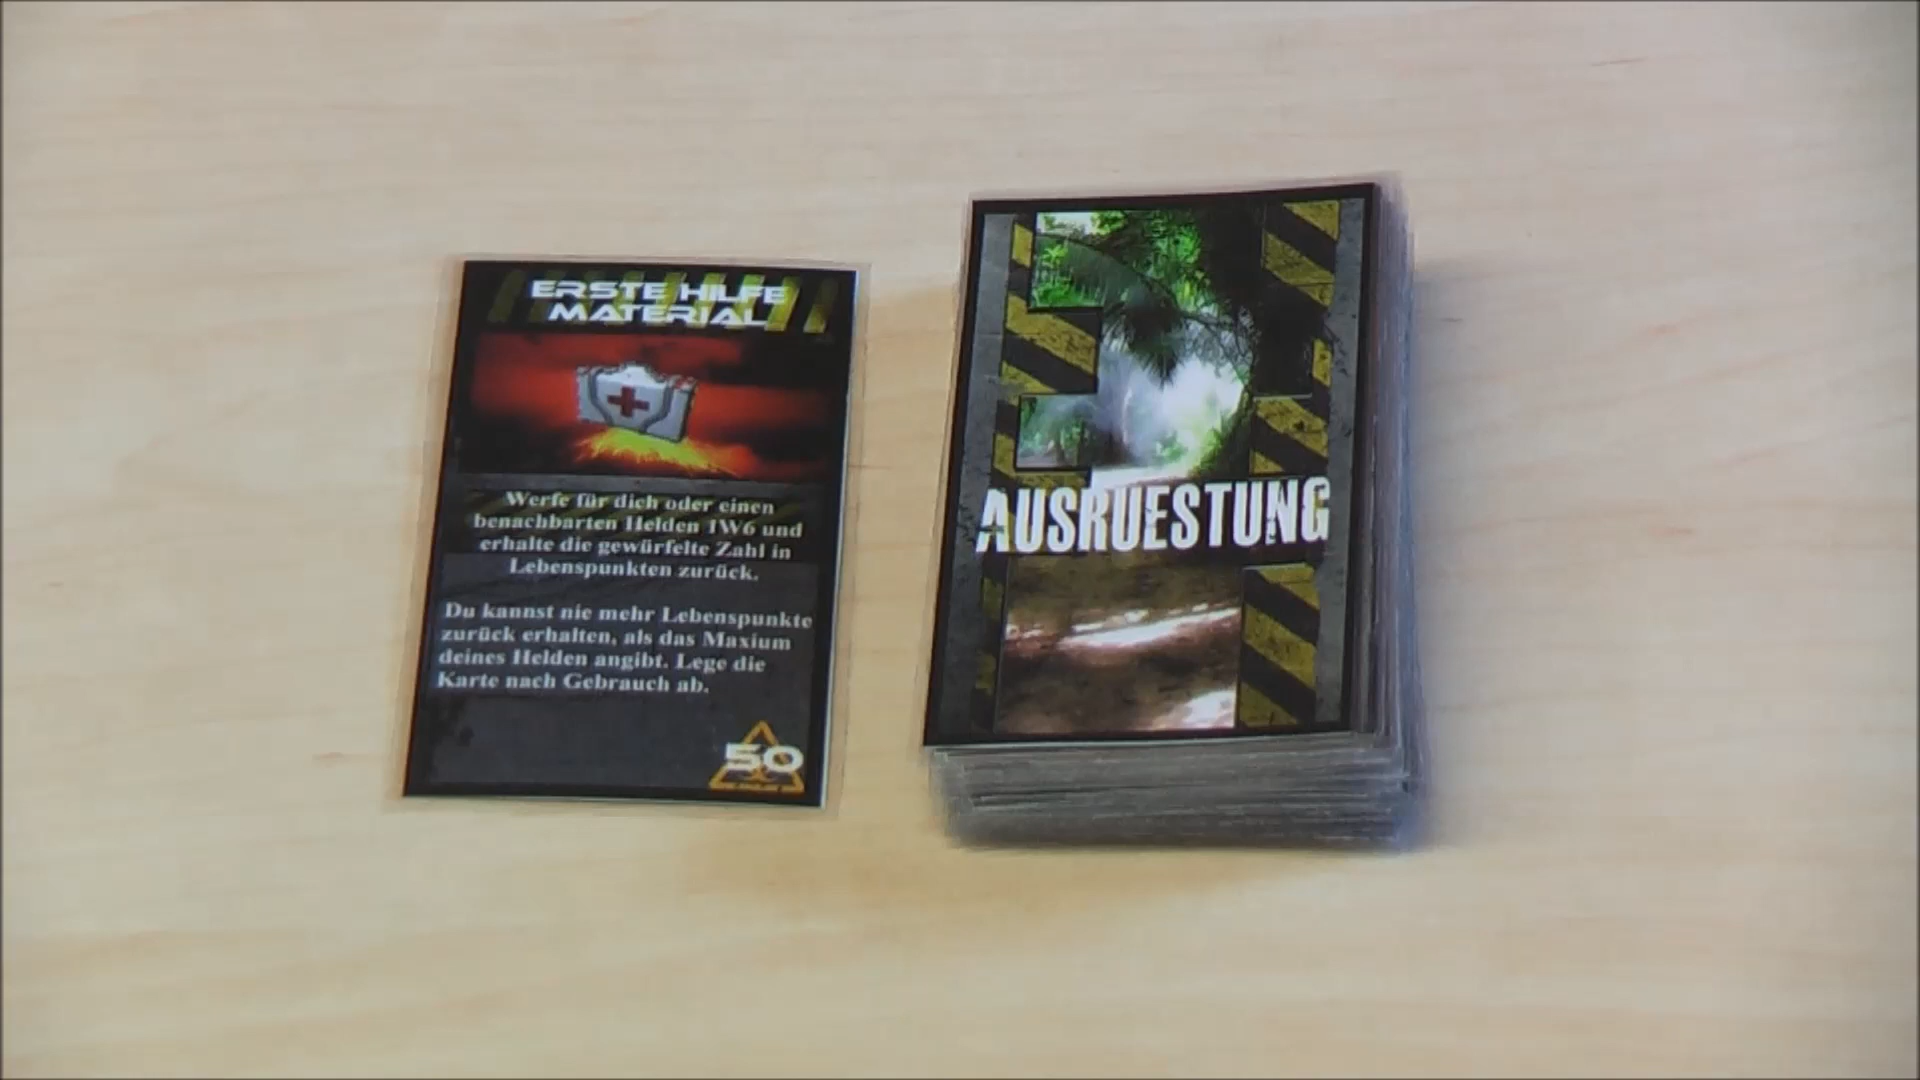 ERSTE HILFE
MATERIAL
Werfe für dich oder einen
benachbarten Helden 1W6 und
erhalte die gewürfelte Zahl in
Lebenspunkten zurück.
Du kannst nie mehr Lebenspunkte
zurück erhalten, als das Maxium
deines Helden angibt. Lege die
Karte nach Gebrauch ab.
50
AUSRUESTUNG